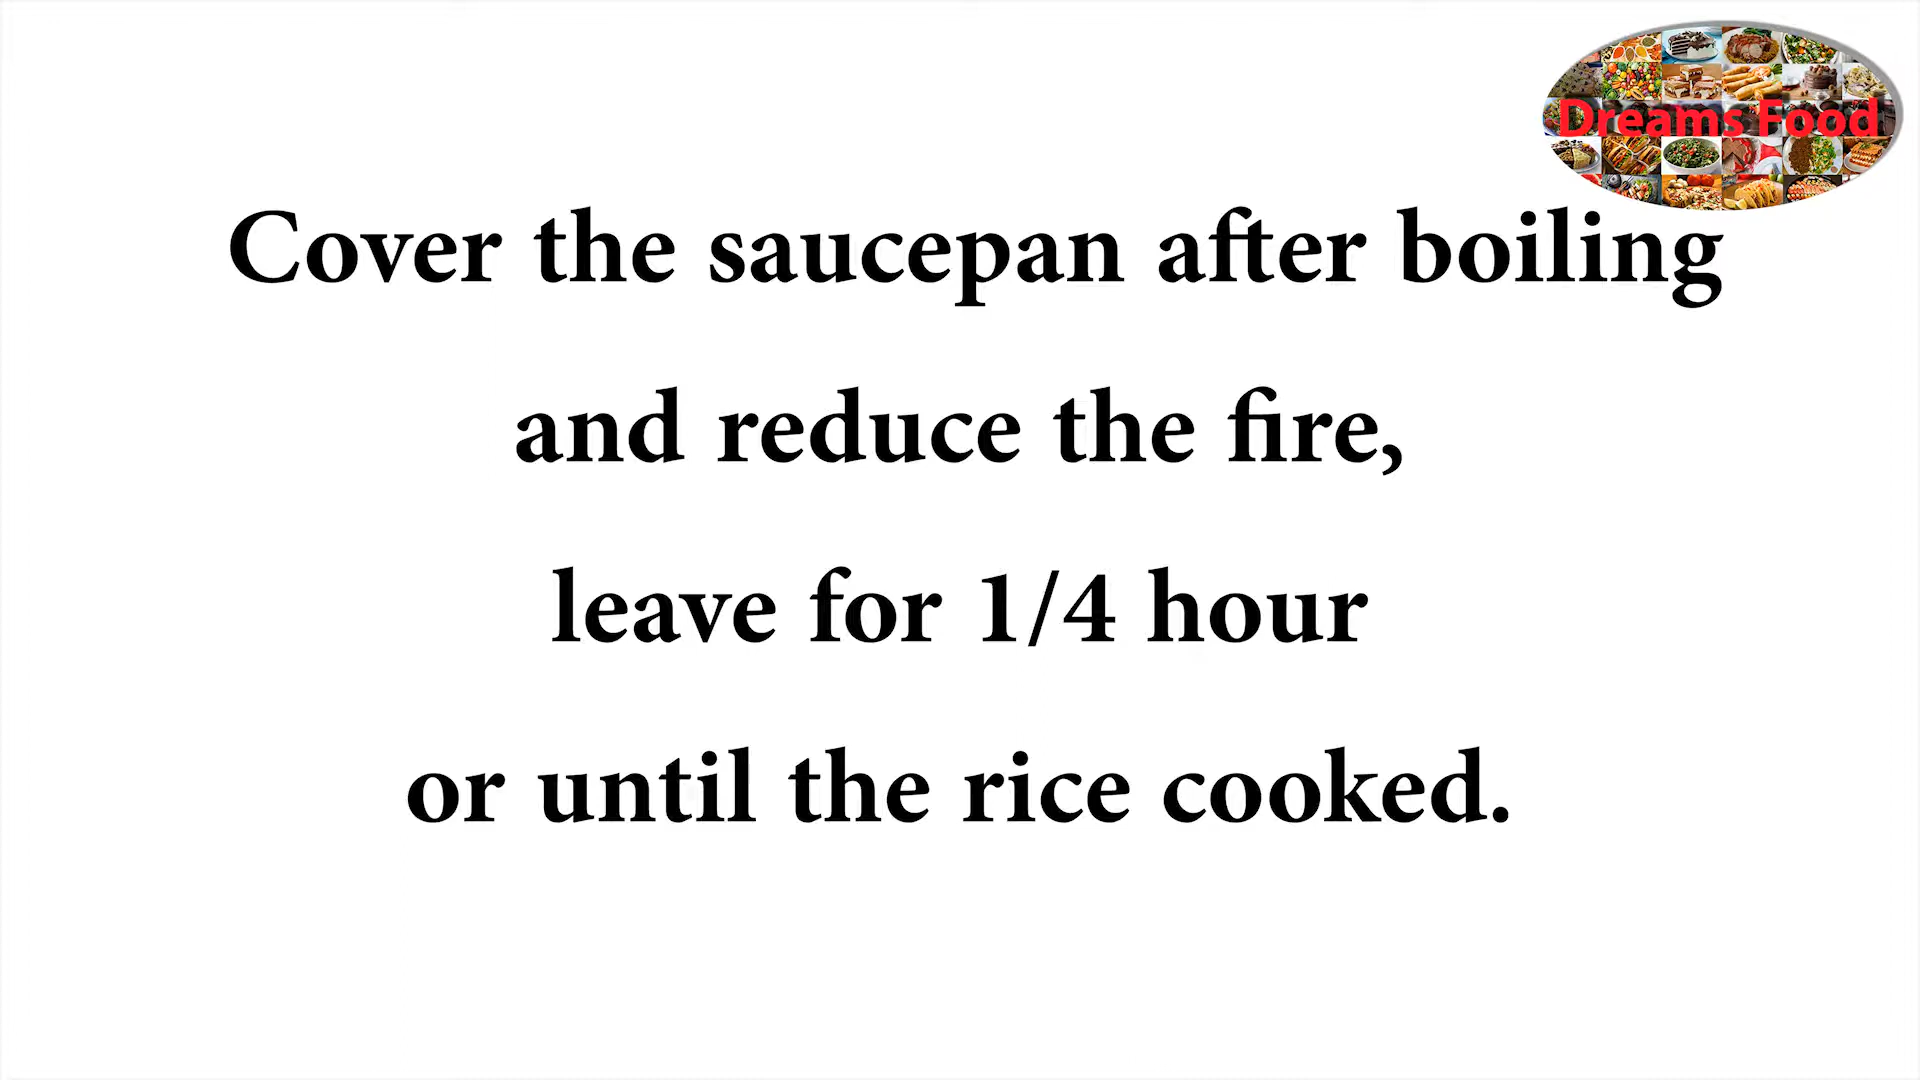 Dreams Food
Cover the saucepan after boiling
and reduce the fire,
leave for 1/4 hour
or until the rice cooked.